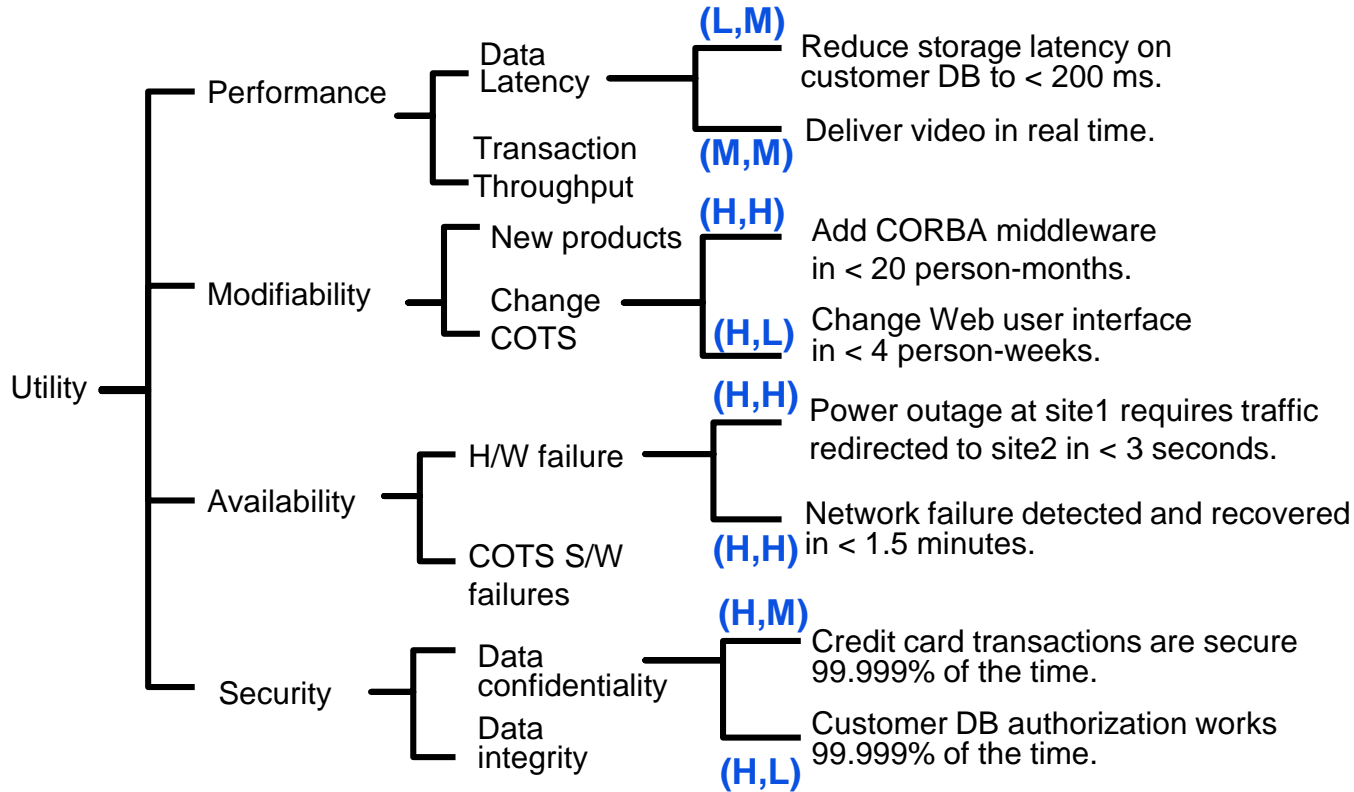 (L,M)
Data
Latency
Reduce storage latency on
customer DB to < 200 ms.
Performance
Deliver video in real time.
(M,M)
Transaction
Throughput
(H,H)
New products
Add CORBA middleware
in < 20 person-months.
Modifiability
Change
COTS
(H,L)
Change Web user interface
in < 4 person-weeks.
Utility
(H,H)
Power outage at site1 requires traffic
redirected to site2 in < 3 seconds.
H/W failure
Availability
Network failure detected and recovered
in < 1.5 minutes.
(H,H)
COTS S/W
failures
(H,M)
Credit card transactions are secure
99.999% of the time.
Data
confidentiality
Security
Customer DB authorization works
99.999% of the time.
Data
integrity
(H,L)